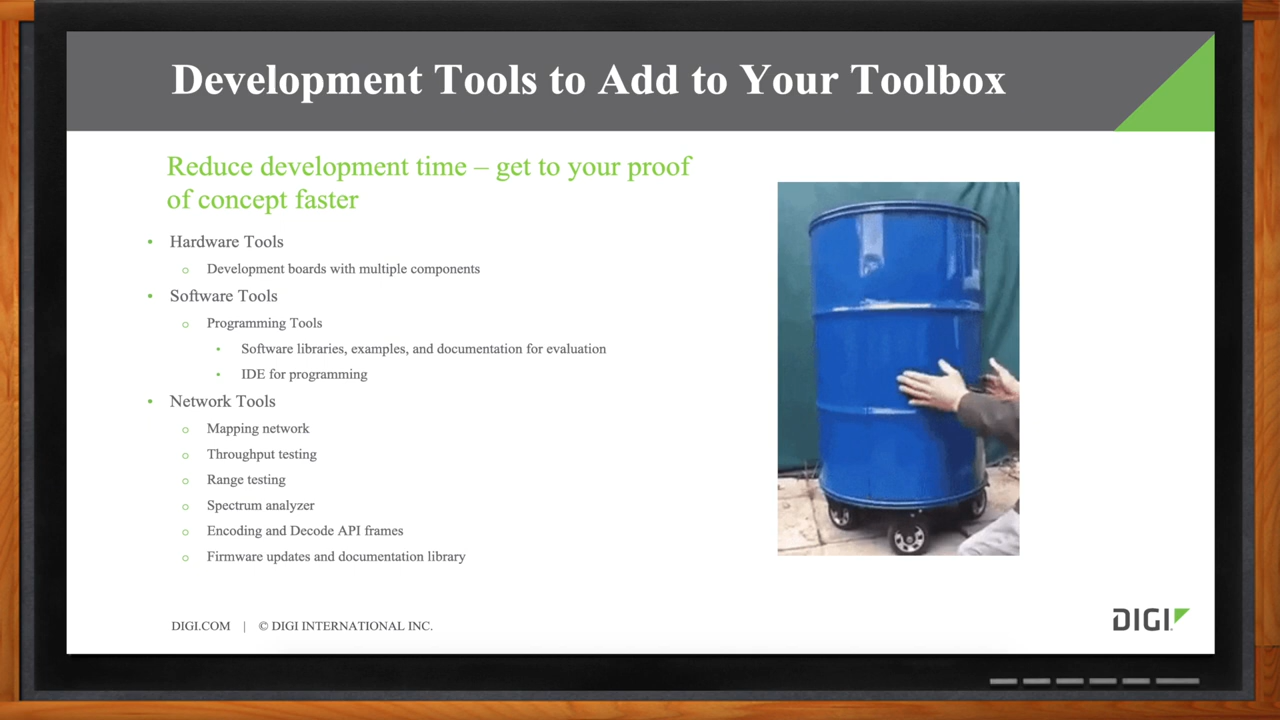 Development Tools to Add to Your Toolbox
Reduce development time – get to your proof
of concept faster
• Hardware Tools
o Development boards with multiple components
• Software Tools
o Programming Tools
• Software libraries, examples, and documentation for evaluation
• IDE for programming
• Network Tools
o Mapping network
o Throughput testing
o Range testing
o Spectrum analyzer
o Encoding and Decode API frames
o Firmware updates and documentation library
DIGI.COM | © DIGI INTERNATIONAL INC.
DIGI